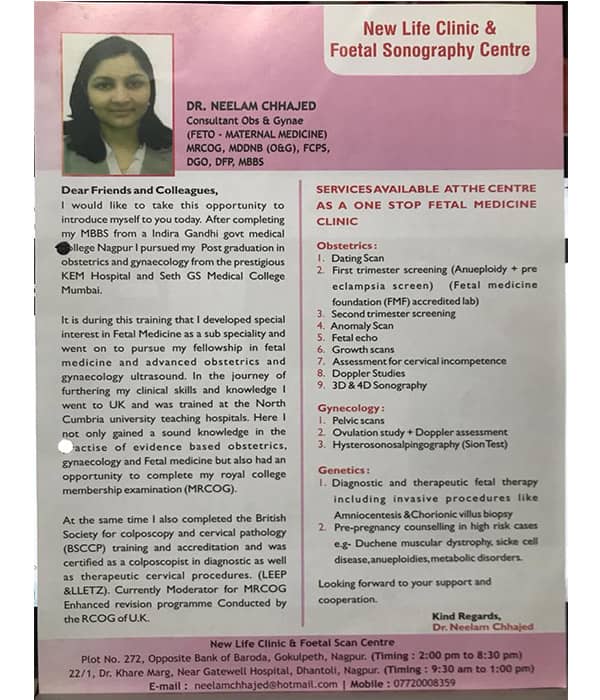 New Life Clinic &
Foetal Sonography Centre
DR. NEELAM CHHAJED
Consultant Obs & Gynae
(FETO - MATERNAL MEDICINE)
MRCOG, MDDNB (O&G), FCPS,
DGO, DFP, MBBS
Dear Friends and Colleagues,
I would like to take this opportunity to
introduce myself to you today. After completing
my MBBS from a Indira Gandhi govt medical
ollege Nagpur I pursued my Post graduation in
obstetrics and gynaecology from the prestigious
KEM Hospital and Seth GS Medical College
Mumbai.
It is during this training that I developed special
interest in Fetal Medicine as a sub speciality and
went on to pursue my fellowship in fetal
medicine and advanced obstetrics and
gynaecology ultrasound. In the journey of
furthering my clinical skills and knowledge I
went to UK and was trained at the North
Cumbria university teaching hospitals. Here I
not only gained a sound knowledge in the
actise of evidence based obstetrics,
gynaecology and Fetal medicine but also had an
opportunity to complete my royal college
membership examination (MRCOG).
At the same time I also completed the British
Society for colposcopy and cervical pathology
(BSCCP) training and accreditation and was
certified as a colposcopist in diagnostic as well
as therapeutic cervical procedures. (LEEP
&LLETZ). Currently Moderator for MRCOG
Enhanced revision programme Conducted by
the RCOG of U.K.
SERVICES AVAILABLE AT THE CENTRE
AS A ONE STOP FETAL MEDICINE
CLINIC
Obstetrics :
1. Dating Scan
2. First trimester screening (Anueploidy + pre
eclampsia screen) (Fetal medicine
foundation (FMF) accredited lab)
3. Second trimester screening
4. Anomaly Scan
5. Fetal echo
6. Growth scans
7. Assessment for cervical incompetence
8. Doppler Studies
9. 3D & 4D Sonography
Gynecology :
1. Pelvic scans
2. Ovulation study + Doppler assessment
3. Hysterosonosalpingography (Sion Test)
Genetics :
1. Diagnostic and therapeutic fetal therapy
including invasive procedures like
Amniocentesis & Chorionic villus biopsy
2. Pre-pregnancy counselling in high risk cases
e.g- Duchene muscular dystrophy, sicke cell
disease, anueploidies, metabolic disorders.
Looking forward to your support and
cooperation.
Kind Regards,
Dr. Neelam Chhajed
New Life Clinic & Foetal Scan Centre
Plot No. 272, Opposite Bank of Baroda, Gokulpeth, Nagpur. (Timing : 2:00 pm to 8:30 pm)
22/1, Dr. Khare Marg, Near Gatewell Hospital, Dhantoli, Nagpur. (Timing : 9:30 am to 1:00 pm)
E-mail : neelamchhajed@hotmail.com | Mobile : 07720008359